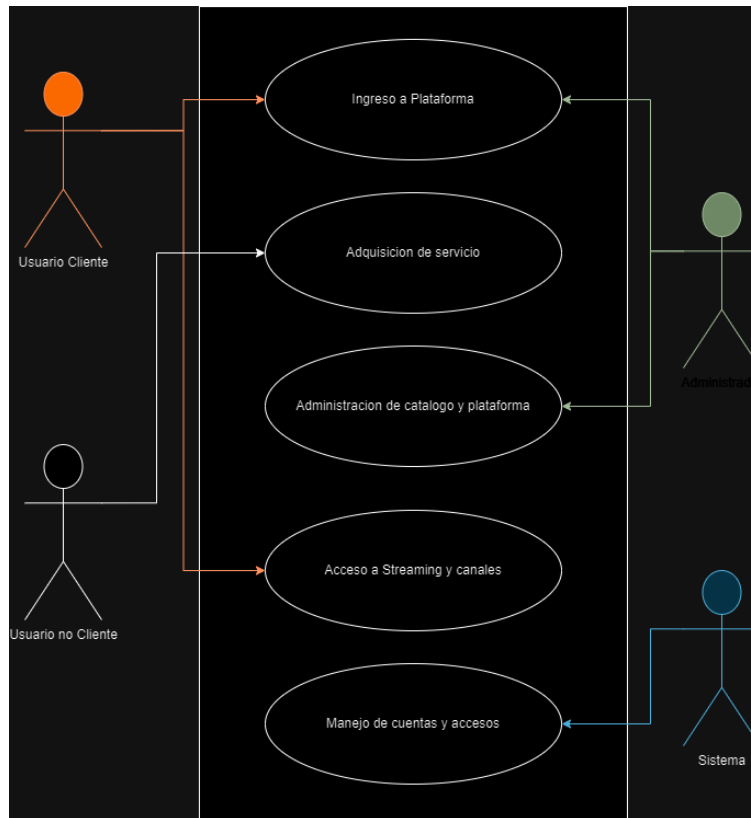 Ingreso a Plataforma
Usuario Cliente
Adquisicion de servicio
Administrad
Administracion de catalogo y plataforma
Acceso a Streaming y canales
Usuario no Cliente
Manejo de cuentas y accesos
Sistema